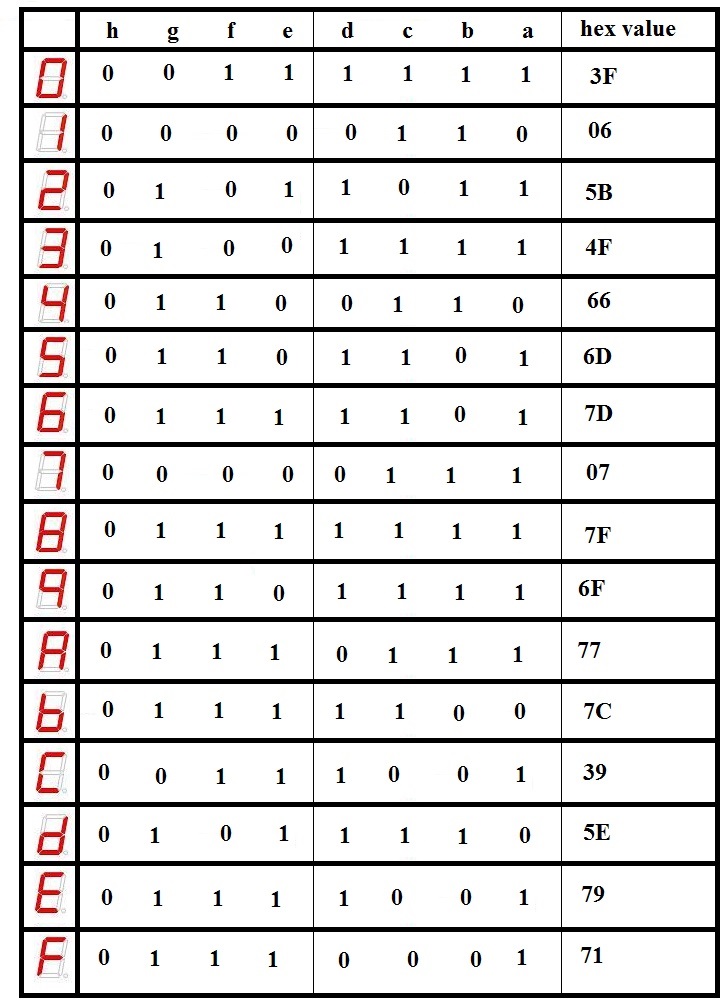 h g f e d c b a hex value
0 0 0 1 1 1 1 1 1 3F
1 0 0 0 0 0 1 1 0 06
2 0 1 0 1 1 0 1 1 5B
3 0 1 0 0 1 1 1 1 4F
4 0 1 1 0 0 1 1 0 66
5 0 1 1 0 1 1 0 1 6D
6 0 1 1 1 1 1 0 1 7D
7 0 0 0 0 0 1 1 1 07
8 0 1 1 1 1 1 1 1 7F
9 0 1 1 0 1 1 1 1 6F
A 0 1 1 1 0 1 1 1 77
b 0 1 1 1 1 1 0 0 7C
C 0 0 1 1 1 0 0 1 39
d 0 1 0 1 1 1 1 0 5E
E 0 1 1 1 1 0 0 1 79
F 0 1 1 1 0 0 0 1 71